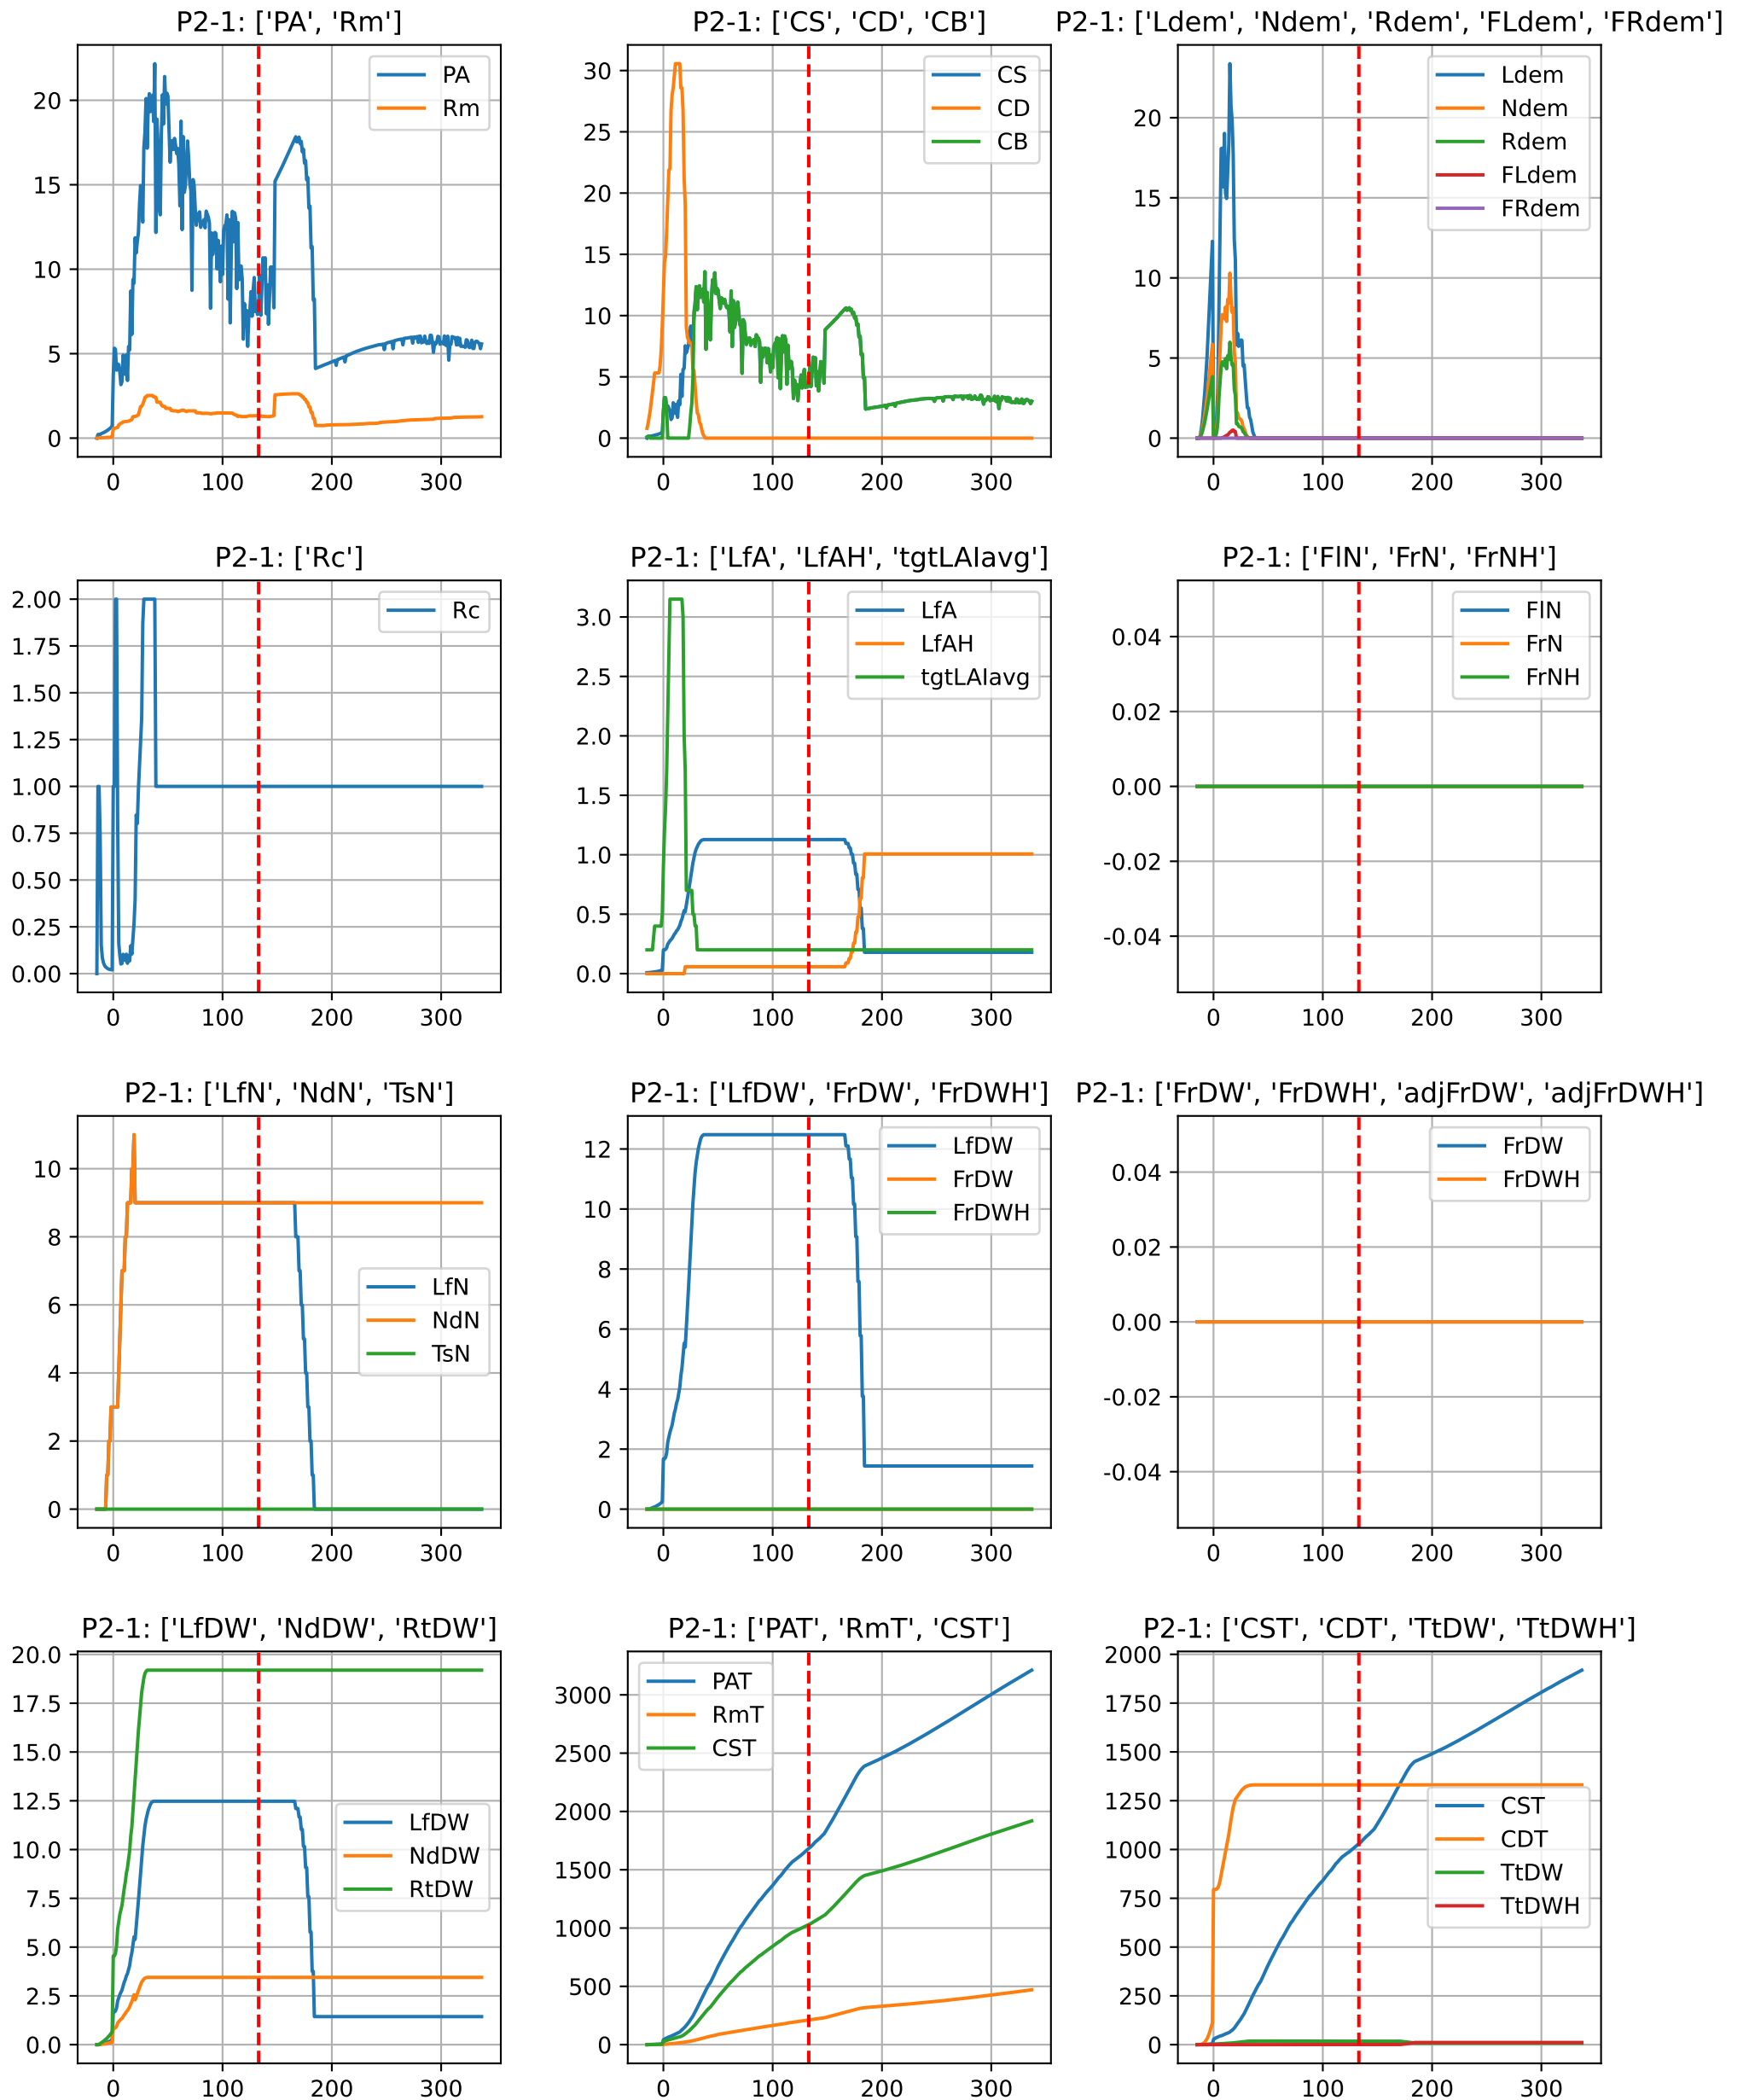 P2-1: ['PA', 'Rm']
PA
Rm
20
15
10
5
0
0 100 200 300
P2-1: ['CS', 'CD', 'CB']
CS
CD
CB
30
25
20
15
10
5
0
0 100 200 300
P2-1: ['Ldem', 'Ndem', 'Rdem', 'FLdem', 'FRdem']
Ldem
Ndem
Rdem
FLdem
FRdem
20
15
10
5
0
0 100 200 300
P2-1: ['Rc']
Rc
2.00
1.75
1.50
1.25
1.00
0.75
0.50
0.25
0.00
0 100 200 300
P2-1: ['LfA', 'LfAH', 'tgtLAIavg']
LfA
LfAH
tgtLAIavg
3.0
2.5
2.0
1.5
1.0
0.5
0.0
0 100 200 300
P2-1: ['FlN', 'FrN', 'FrNH']
FlN
FrN
FrNH
0.04
0.02
0.00
-0.02
-0.04
0 100 200 300
P2-1: ['LfN', 'NdN', 'TsN']
LfN
NdN
TsN
10
8
6
4
2
0
0 100 200 300
P2-1: ['LfDW', 'FrDW', 'FrDWH']
LfDW
FrDW
FrDWH
12
10
8
6
4
2
0
0 100 200 300
P2-1: ['FrDW', 'FrDWH', 'adjFrDW', 'adjFrDWH']
FrDW
FrDWH
0.04
0.02
0.00
-0.02
-0.04
0 100 200 300
P2-1: ['LfDW', 'NdDW', 'RtDW']
LfDW
NdDW
RtDW
20.0
17.5
15.0
12.5
10.0
7.5
5.0
2.5
0.0
0 100 200 300
P2-1: ['PAT', 'RmT', 'CST']
PAT
RmT
CST
3000
2500
2000
1500
1000
500
0
0 100 200 300
P2-1: ['CST', 'CDT', 'TtDW', 'TtDWH']
CST
CDT
TtDW
TtDWH
2000
1750
1500
1250
1000
750
500
250
0
0 100 200 300